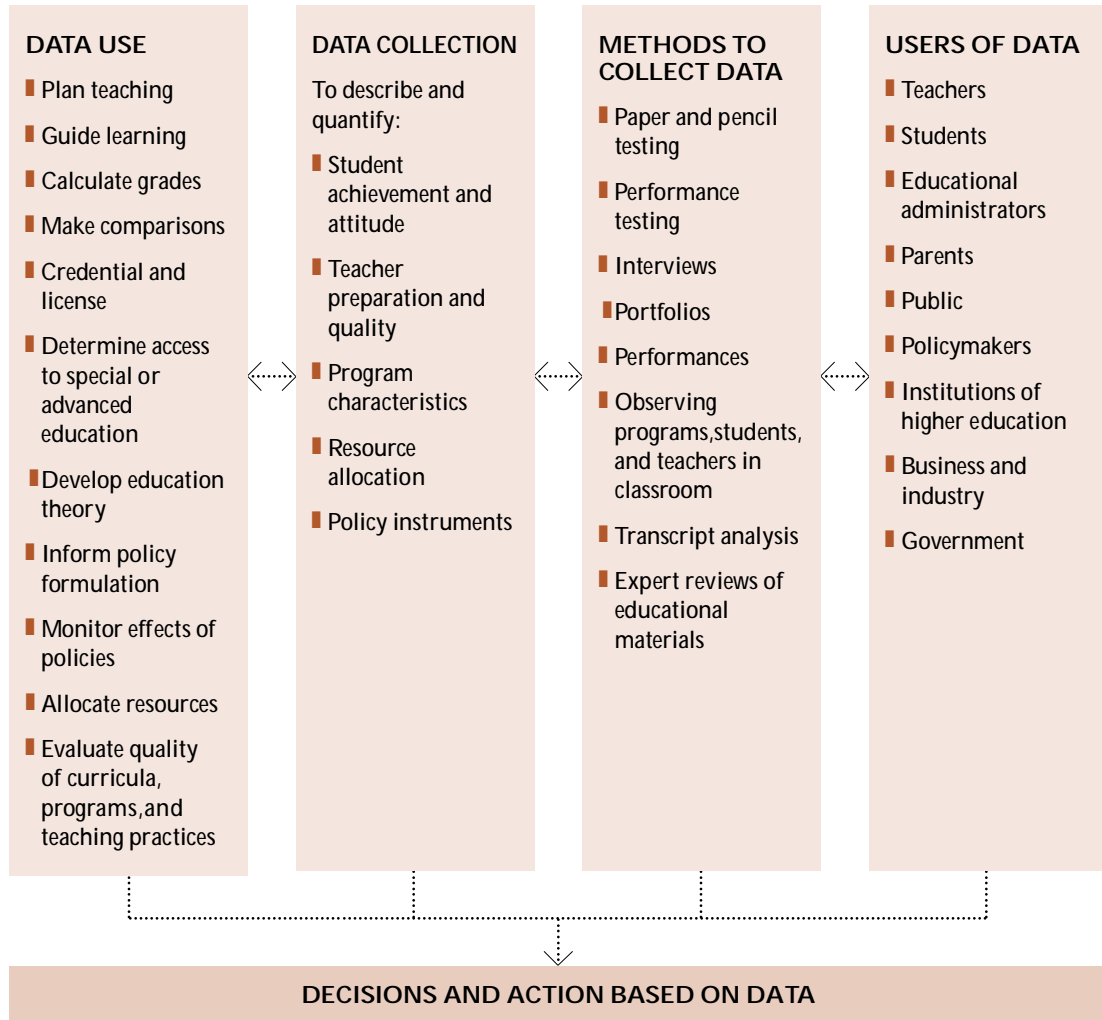 DATA USE
Plan teaching
Guide learning
Calculate grades
Make comparisons
Credential and
license
Determine access
to special or
advanced
education
Develop education
theory
Inform policy
formulation
Monitor effects of
policies
Allocate resources
Evaluate quality
of curricula,
programs,and
teaching practices
DATA COLLECTION
To describe and
quantify:
Student
achievement and
attitude
Teacher
preparation and
quality
Program
characteristics
Resource
allocation
Policy instruments
METHODS TO
COLLECT DATA
Paper and pencil
testing
Performance
testing
Interviews
Portfolios
Performances
Observing
programs,students,
and teachers in
classroom
Transcript analysis
Expert reviews of
educational
materials
USERS OF DATA
Teachers
Students
Educational
administrators
Parents
Public
Policymakers
Institutions of
higher education
Business and
industry
Government
DECISIONS AND ACTION BASED ON DATA